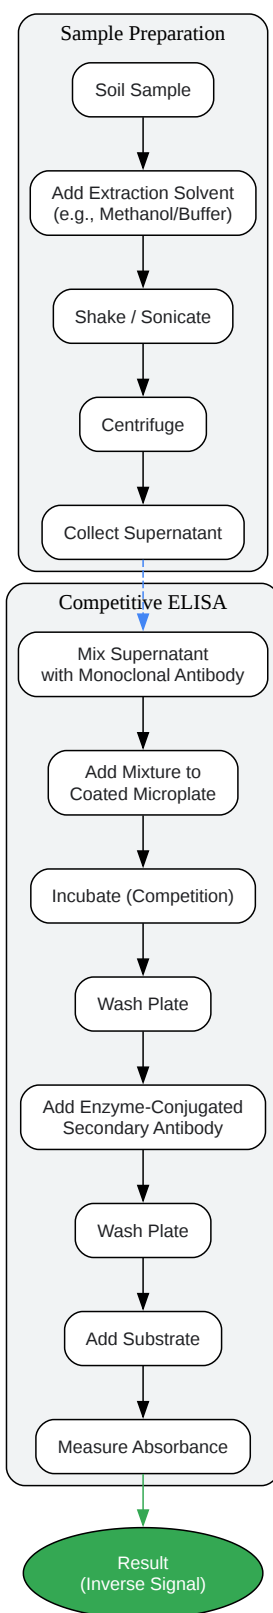 Sample Preparation
Soil Sample
Add Extraction Solvent
(e.g., Methanol/Buffer)
Shake / Sonicate
Centrifuge
Collect Supernatant
Competitive ELISA
Mix Supernatant
with Monoclonal Antibody
Add Mixture to
Coated Microplate
Incubate (Competition)
Wash Plate
Add Enzyme-Conjugated
Secondary Antibody
Wash Plate
Add Substrate
Measure Absorbance
Result
(Inverse Signal)